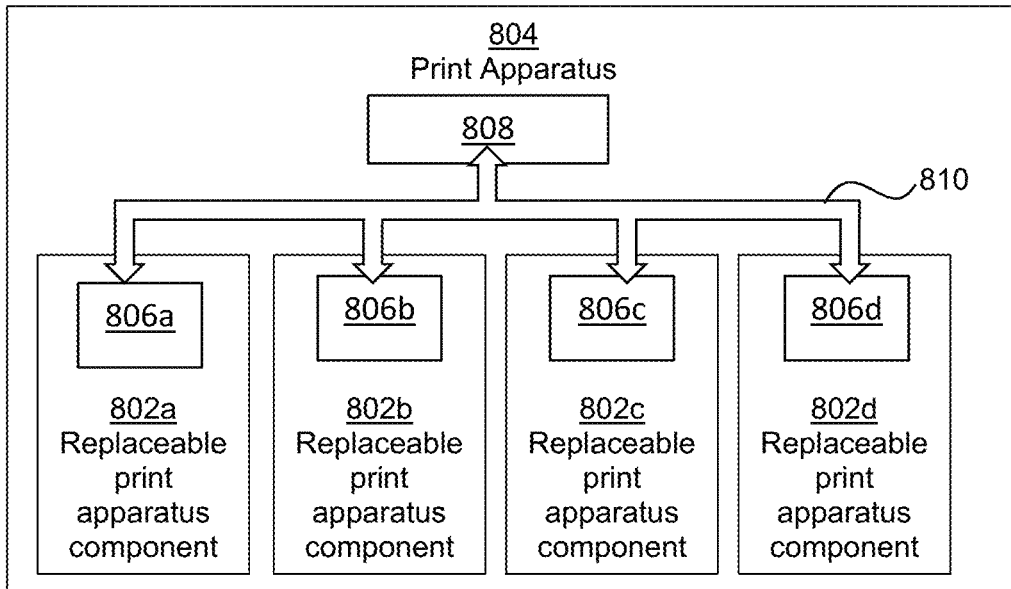 804
Print Apparatus
808
810
806a
806b
806c
806d
802a
Replaceable
print
apparatus
component
802b
Replaceable
print
apparatus
component
802c
Replaceable
print
apparatus
component
802d
Replaceable
print
apparatus
component